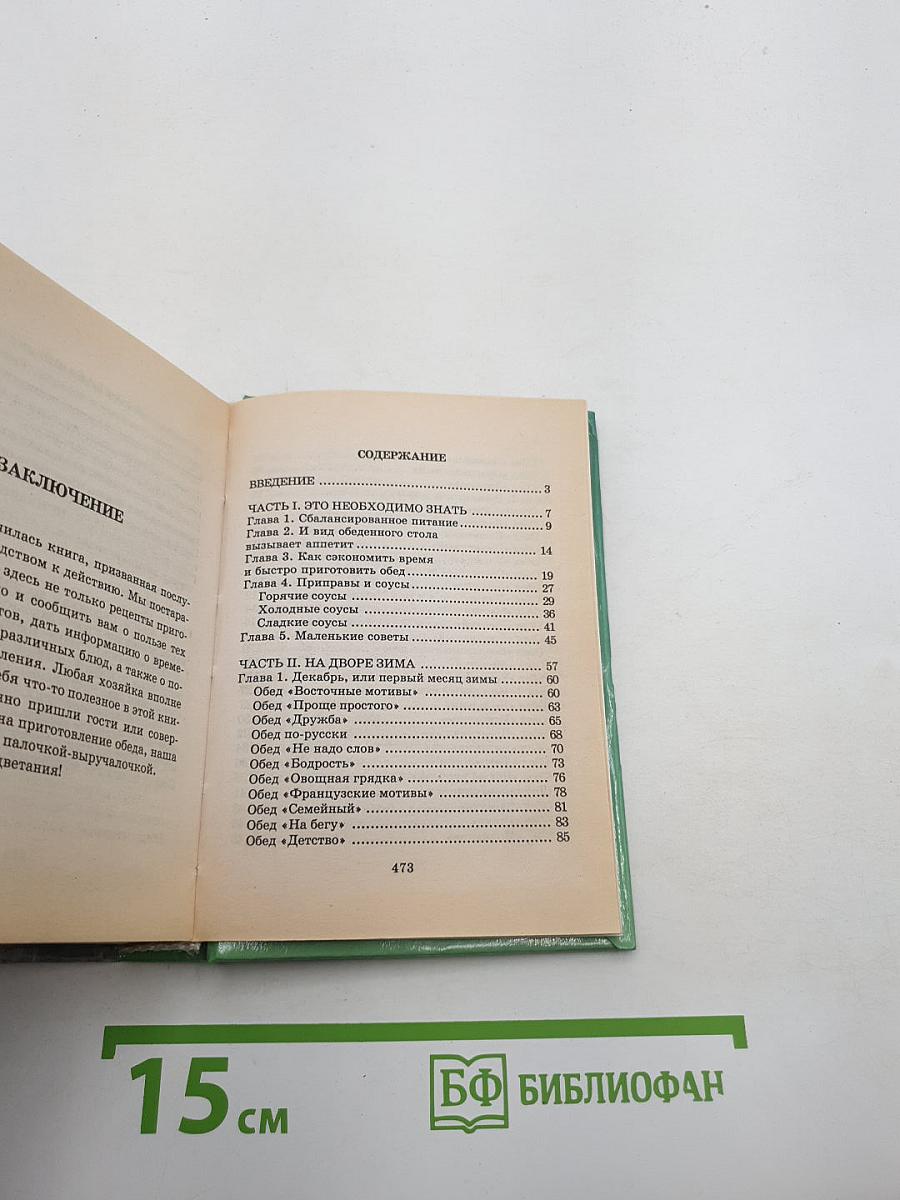 ЗАКЛЮЧЕНИЕ
книга, призванная послу-
к действию. Мы постара-
здесь не только рецепты приго-
и сообщить вам о пользе тех
дать информацию о време-
различных блюд, а также о по-
Любая хозяйка вполне
что-то полезное в этой кни-
пришли гости или совер-
на приготовление обеда, наша
палочкой-выручалочкой.
СОДЕРЖАНИЕ
ВВЕДЕНИЕ ........ 3
ЧАСТЬ I. ЭТО НЕОБХОДИМО ЗНАТЬ ........ 7
Глава 1. Сбалансированное питание ........ 9
Глава 2. И вид обеденного стола
вызывает аппетит ........ 14
Глава 3. Как сэкономить время
и быстро приготовить обед ........ 19
Глава 4. Приправы и соусы ........ 27
Горячие соусы ........ 29
Холодные соусы ........ 36
Сладкие соусы ........ 41
Глава 5. Маленькие советы ........ 45
ЧАСТЬ II. НА ДВОРЕ ЗИМА ........ 57
Глава 1. Декабрь, или первый месяц зимы ........ 60
Обед «Восточные мотивы» ........ 60
Обед «Проще простого» ........ 63
Обед «Дружба» ........ 65
Обед по-русски ........ 68
Обед «Не надо слов» ........ 70
Обед «Бодрость» ........ 73
Обед «Овощная грядка» ........ 76
Обед «Французские мотивы» ........ 78
Обед «Семейный» ........ 81
Обед «На бегу» ........ 83
Обед «Детство» ........ 85
473
15 см
БФ БИБЛИОФАН